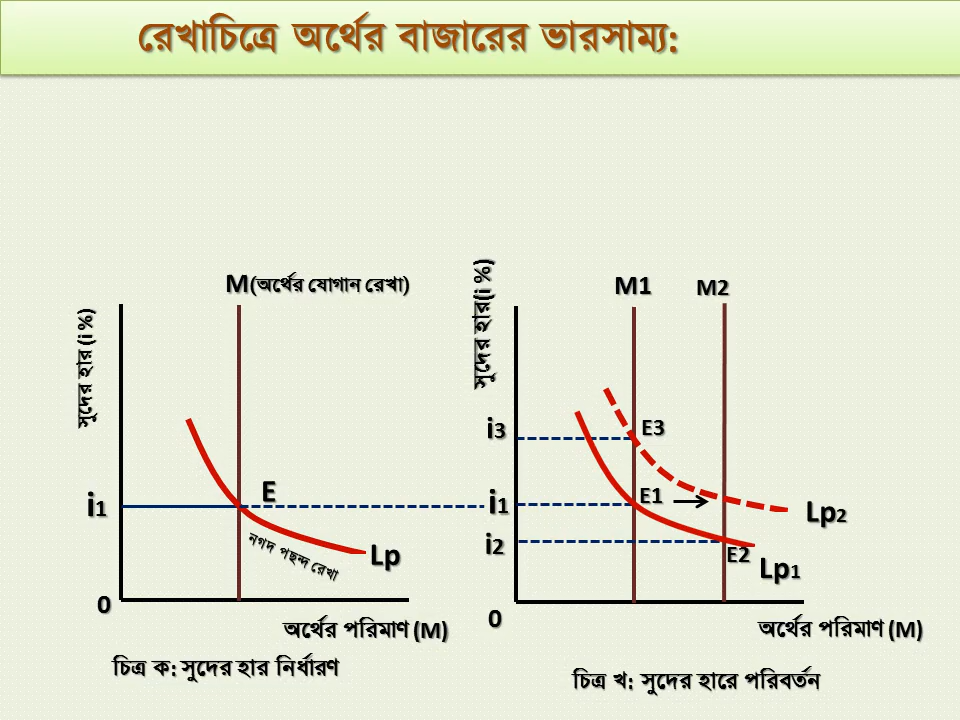 রেখাচিত্রে অর্থের বাজারের ভারসাম্য:
M(অর্থের যোগান রেখা)
সুদের হার (i %)
i1
E
নগদ পছন্দ রেখা
Lp
0
অর্থের পরিমাণ (M)
চিত্র ক: সুদের হার নির্ধারণ
সুদের হার(i %)
M1
M2
i3
E3
i1
E1
Lp2
i2
E2
Lp1
0
অর্থের পরিমাণ (M)
চিত্র খ: সুদের হারে পরিবর্তন